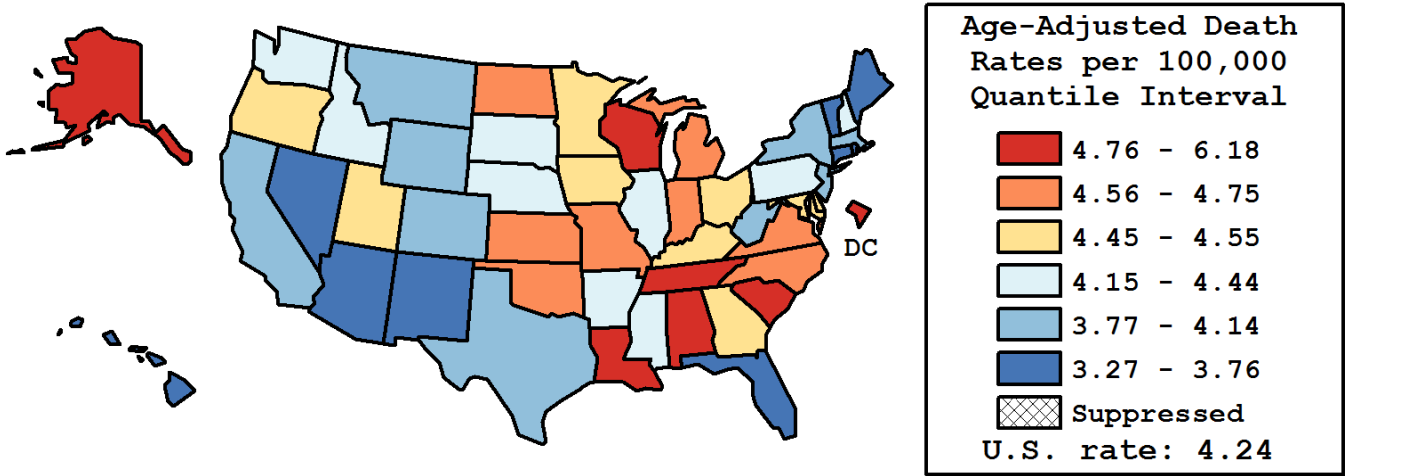 Age-Adjusted Death
Rates per 100,000
Quantile Interval
4.76 - 6.18
4.56 - 4.75
4.45 - 4.55
4.15 - 4.44
3.77 - 4.14
3.27 - 3.76
Suppressed
U.S. rate: 4.24
DC